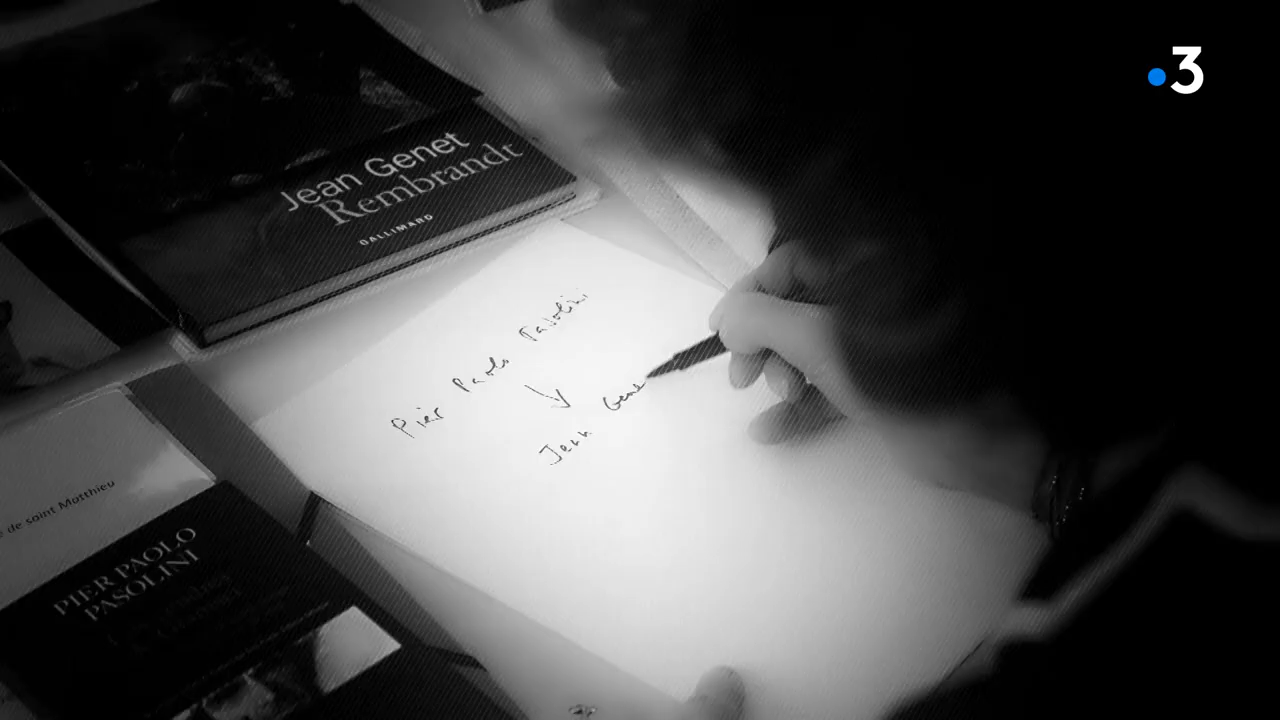 3
Jean Genet
Rembrandt
GALLIMARD
Pier Paolo Pasolini
Jean Gene
de saint Matthieu
PIER PAOLO
PASOLINI